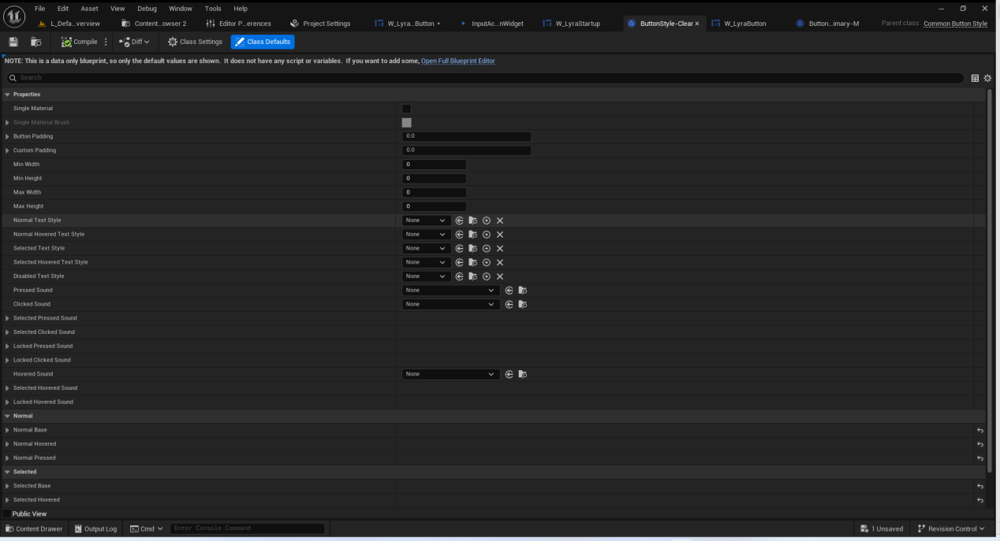 File Edit Asset View Debug Window Tools Help
L_Defa...verview Content...owser 2 Editor P...erences Project Settings W_Lyra...Button • InputAc...nWidget W_LyraStartup ButtonStyle-Clear × W_LyraButton Button...imary-M Parent class: Common Button Style
Compile Diff Class Settings Class Defaults
NOTE: This is a data only blueprint, so only the default values are shown. It does not have any script or variables. If you want to add some, Open Full Blueprint Editor
Search
Properties
Single Material
Single Material Brush
Button Padding 0.0
Custom Padding 0.0
Min Width 0
Min Height 0
Max Width 0
Max Height 0
Normal Text Style None
Normal Hovered Text Style None
Selected Text Style None
Selected Hovered Text Style None
Disabled Text Style None
Pressed Sound None
Clicked Sound None
Selected Pressed Sound
Selected Clicked Sound
Locked Pressed Sound
Locked Clicked Sound
Hovered Sound None
Selected Hovered Sound
Locked Hovered Sound
Normal
Normal Base
Normal Hovered
Normal Pressed
Selected
Selected Base
Selected Hovered
Public View
Content Drawer Output Log Cmd Enter Console Command 1 Unsaved Revision Control